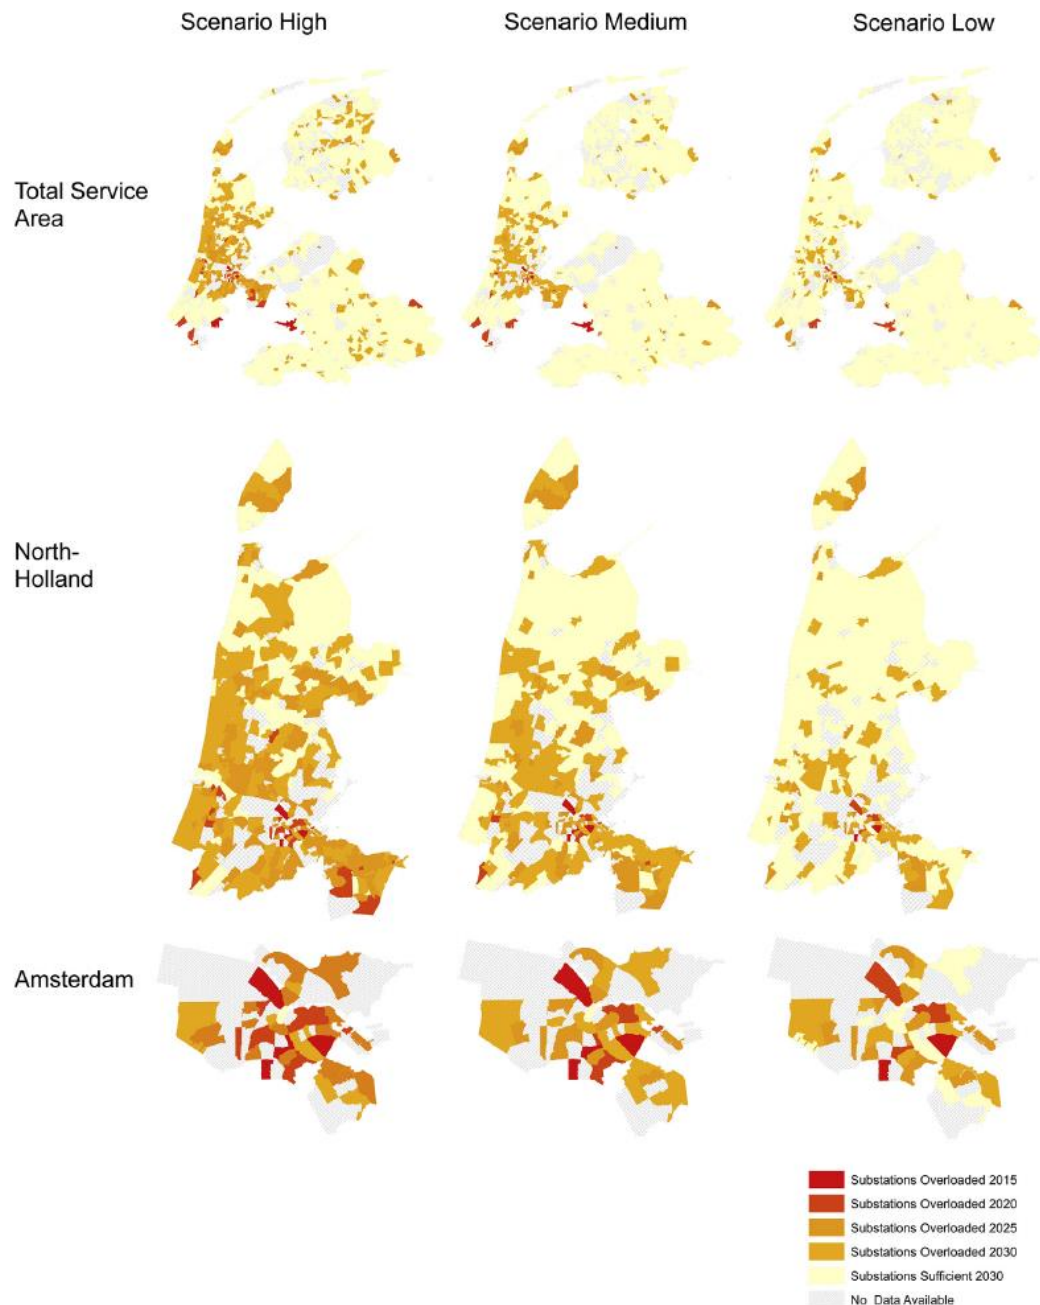 Scenario High
Scenario Medium
Scenario Low
Total Service
Area
North-
Holland
Amsterdam
Substations Overloaded 2015
Substations Overloaded 2020
Substations Overloaded 2025
Substations Overloaded 2030
Substations Sufficient 2030
No Data Available